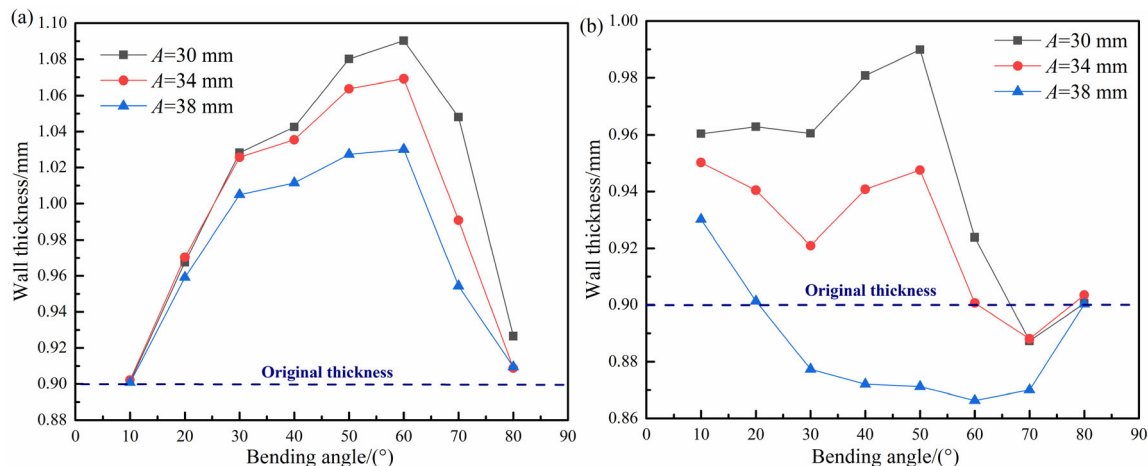 (a)
A=30 mm
A=34 mm
A=38 mm
Original thickness
Wall thickness/mm
1.10
1.08
1.06
1.04
1.02
1.00
0.98
0.96
0.94
0.92
0.90
0.88
0 10 20 30 40 50 60 70 80 90
Bending angle/(°)
(b)
A=30 mm
A=34 mm
A=38 mm
Original thickness
Wall thickness/mm
1.00
0.98
0.96
0.94
0.92
0.90
0.88
0.86
0 10 20 30 40 50 60 70 80 90
Bending angle/(°)